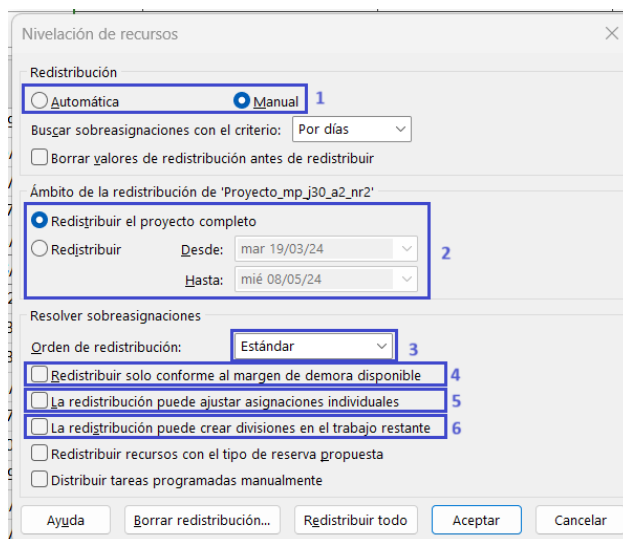 Nivelación de recursos
Redistribución
Automática Manual 1
Buscar sobreasignaciones con el criterio: Por días
Borrar valores de redistribución antes de redistribuir
Ámbito de la redistribución de 'Proyecto_mp_j30_a2_nr2'
Redistribuir el proyecto completo
Redistribuir Desde: mar 19/03/24 2
Hasta: mié 08/05/24
Resolver sobreasignaciones
Orden de redistribución: Estándar 3
Redistribuir solo conforme al margen de demora disponible 4
La redistribución puede ajustar asignaciones individuales 5
La redistribución puede crear divisiones en el trabajo restante 6
Redistribuir recursos con el tipo de reserva propuesta
Distribuir tareas programadas manualmente
Ayuda Borrar redistribución... Redistribuir todo Aceptar Cancelar